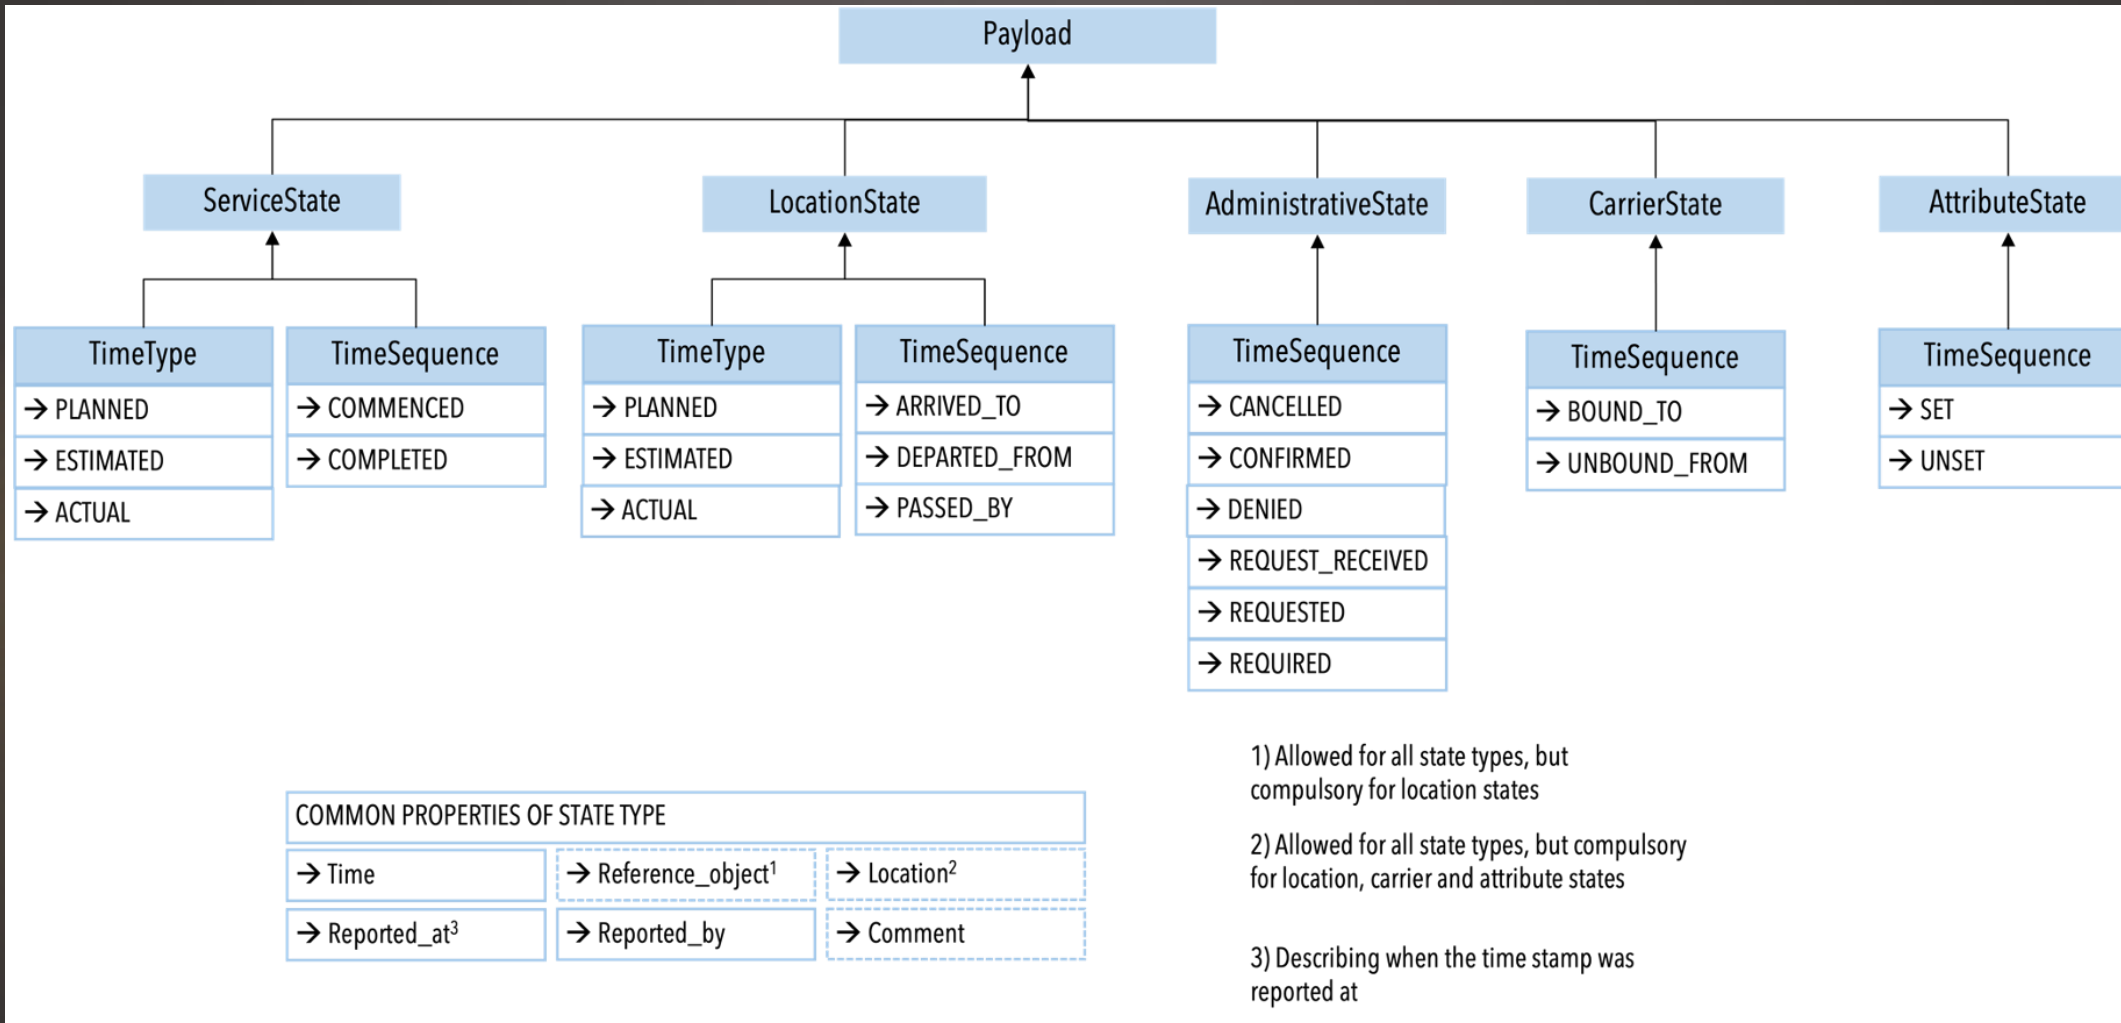 Payload
ServiceState
LocationState
AdministrativeState
CarrierState
AttributeState
TimeType
→ PLANNED
→ ESTIMATED
→ ACTUAL
TimeSequence
→ COMMENCED
→ COMPLETED
TimeType
→ PLANNED
→ ESTIMATED
→ ACTUAL
TimeSequence
→ ARRIVED_TO
→ DEPARTED_FROM
→ PASSED_BY
TimeSequence
→ CANCELLED
→ CONFIRMED
→ DENIED
→ REQUEST_RECEIVED
→ REQUESTED
→ REQUIRED
TimeSequence
→ BOUND_TO
→ UNBOUND_FROM
TimeSequence
→ SET
→ UNSET
COMMON PROPERTIES OF STATE TYPE
→ Time
→ Reference_object¹
→ Location²
→ Reported_at³
→ Reported_by
→ Comment
1) Allowed for all state types, but
compulsory for location states
2) Allowed for all state types, but compulsory
for location, carrier and attribute states
3) Describing when the time stamp was
reported at